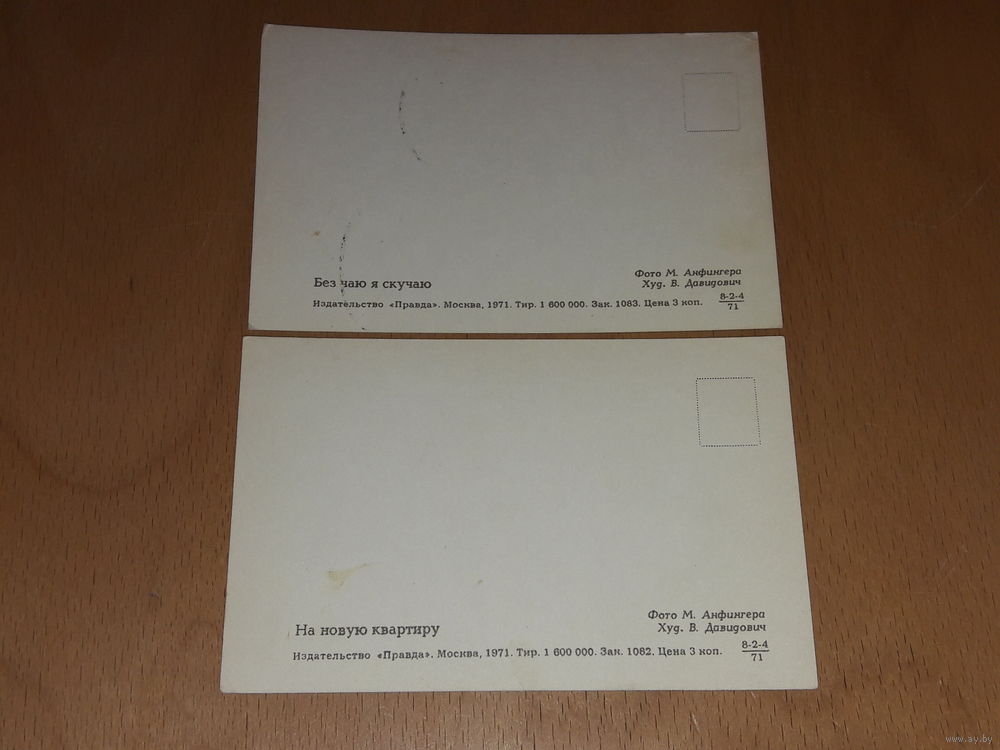 Без чаю я скучаю
Фото М. Анфингера
Худ. В. Давидович
Издательство «Правда». Москва, 1971. Тир. 1 600 000. Зак. 1083. Цена 3 коп.
8-2-4
71
На новую квартиру
Фото М. Анфингера
Худ. В. Давидович
Издательство «Правда». Москва, 1971. Тир. 1 600 000. Зак. 1082. Цена 3 коп.
8-2-4
71
www.ay.by